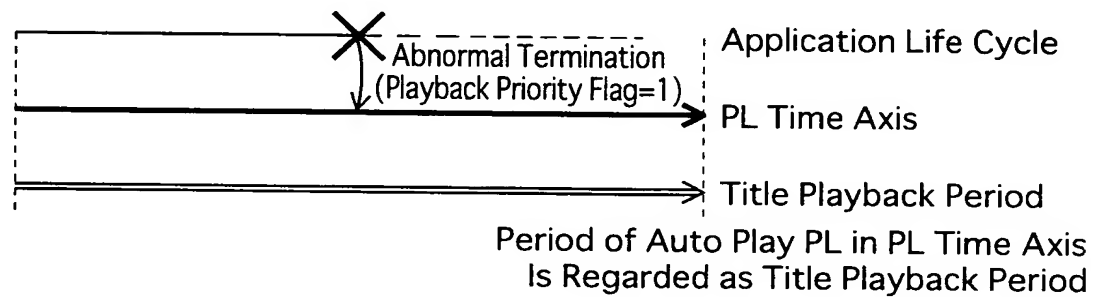 Application Life Cycle
Abnormal Termination
(Playback Priority Flag=1)
PL Time Axis
Title Playback Period
Period of Auto Play PL in PL Time Axis
Is Regarded as Title Playback Period